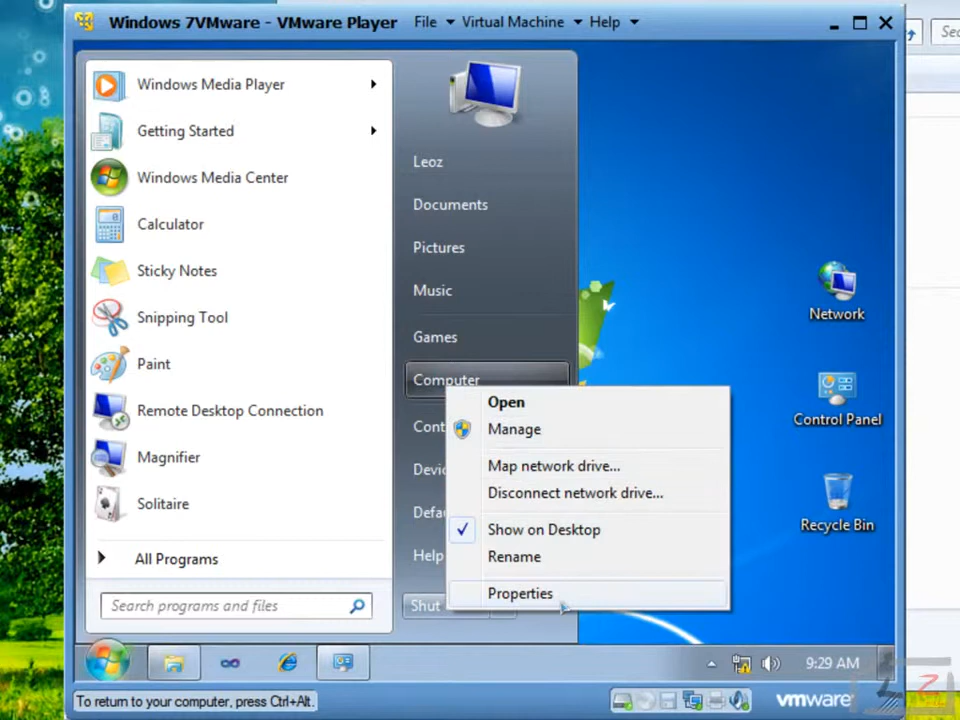 Windows 7VMware - VMware Player File Virtual Machine Help
Sea
Windows Media Player
Getting Started
Windows Media Center
Calculator
Sticky Notes
Snipping Tool
Paint
Remote Desktop Connection
Magnifier
Solitaire
All Programs
Search programs and files
Leoz
Documents
Pictures
Music
Games
Computer
Cont
Devi
Defa
Help
Shut
Open
Manage
Map network drive...
Disconnect network drive...
Show on Desktop
Rename
Properties
Network
Control Panel
Recycle Bin
9:29 AM
To return to your computer, press Ctrl+Alt.
vmware